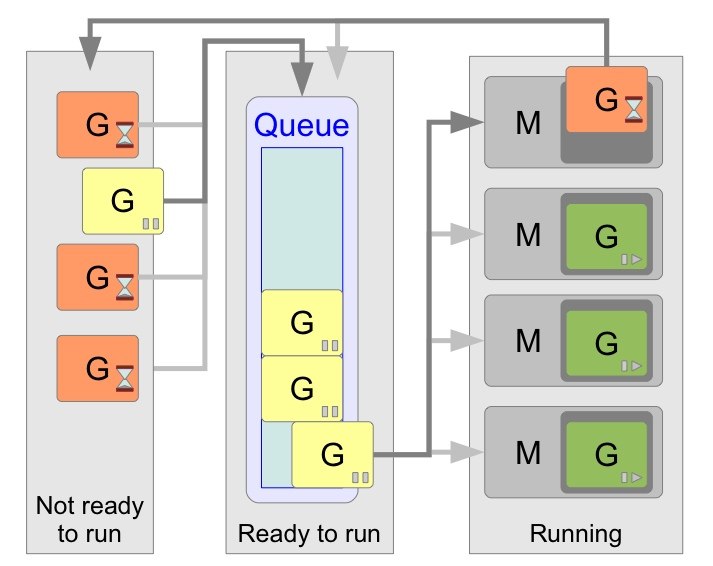 G
G
G
G
Not ready
to run
Queue
G
G
G
Ready to run
M G
M G
M G
M G
Running